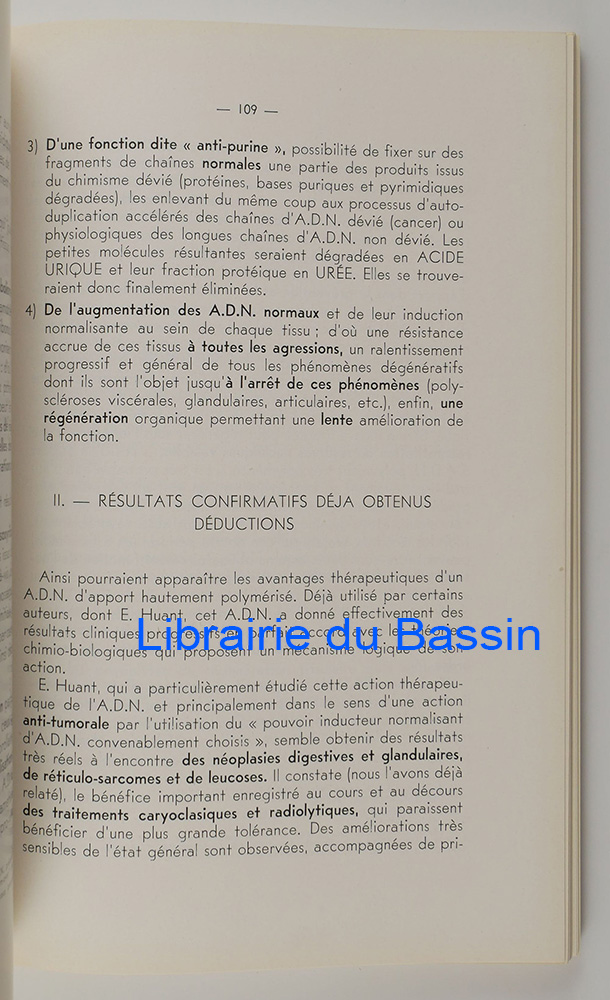 — 109 —
3) D'une fonction dite « anti-purine », possibilité de fixer sur des
fragments de chaînes normales une partie des produits issus
du chimisme dévié (protéines, bases puriques et pyrimidiques
dégradées), les enlevant du même coup aux processus d'auto-
duplication accélérés des chaînes d'A.D.N. dévié (cancer) ou
physiologiques des longues chaînes d'A.D.N. non dévié. Les
petites molécules résultantes seraient dégradées en ACIDE
URIQUE et leur fraction protéique en URÉE. Elles se trouve-
raient donc finalement éliminées.
4) De l'augmentation des A.D.N. normaux et de leur induction
normalisante au sein de chaque tissu ; d'où une résistance
accrue de ces tissus à toutes les agressions, un ralentissement
progressif et général de tous les phénomènes dégénératifs
dont ils sont l'objet jusqu'à l'arrêt de ces phénomènes (poly-
scléroses viscérales, glandulaires, articulaires, etc.), enfin, une
régénération organique permettant une lente amélioration de
la fonction.
II. — RÉSULTATS CONFIRMATIFS DÉJA OBTENUS
DÉDUCTIONS
Ainsi pourraient apparaître les avantages thérapeutiques d'un
A.D.N. d'apport hautement polymérisé. Déjà utilisé par certains
auteurs, dont E. Huant, cet A.D.N. a donné effectivement des
résultats cliniques progressifs en parfait accord avec les théories
chimio-biologiques qui proposent un mécanisme logique de son
action.
Librairie du Bassin
E. Huant, qui a particulièrement étudié cette action thérapeu-
tique de l'A.D.N. et principalement dans le sens d'une action
anti-tumorale par l'utilisation du « pouvoir inducteur normalisant
d'A.D.N. convenablement choisis », semble obtenir des résultats
très réels à l'encontre des néoplasies digestives et glandulaires,
de réticulo-sarcomes et de leucoses. Il constate (nous l'avons déjà
relaté), le bénéfice important enregistré au cours et au décours
des traitements caryoclasiques et radiolytiques, qui paraissent
bénéficier d'une plus grande tolérance. Des améliorations très
sensibles de l'état général sont observées, accompagnées de pri-